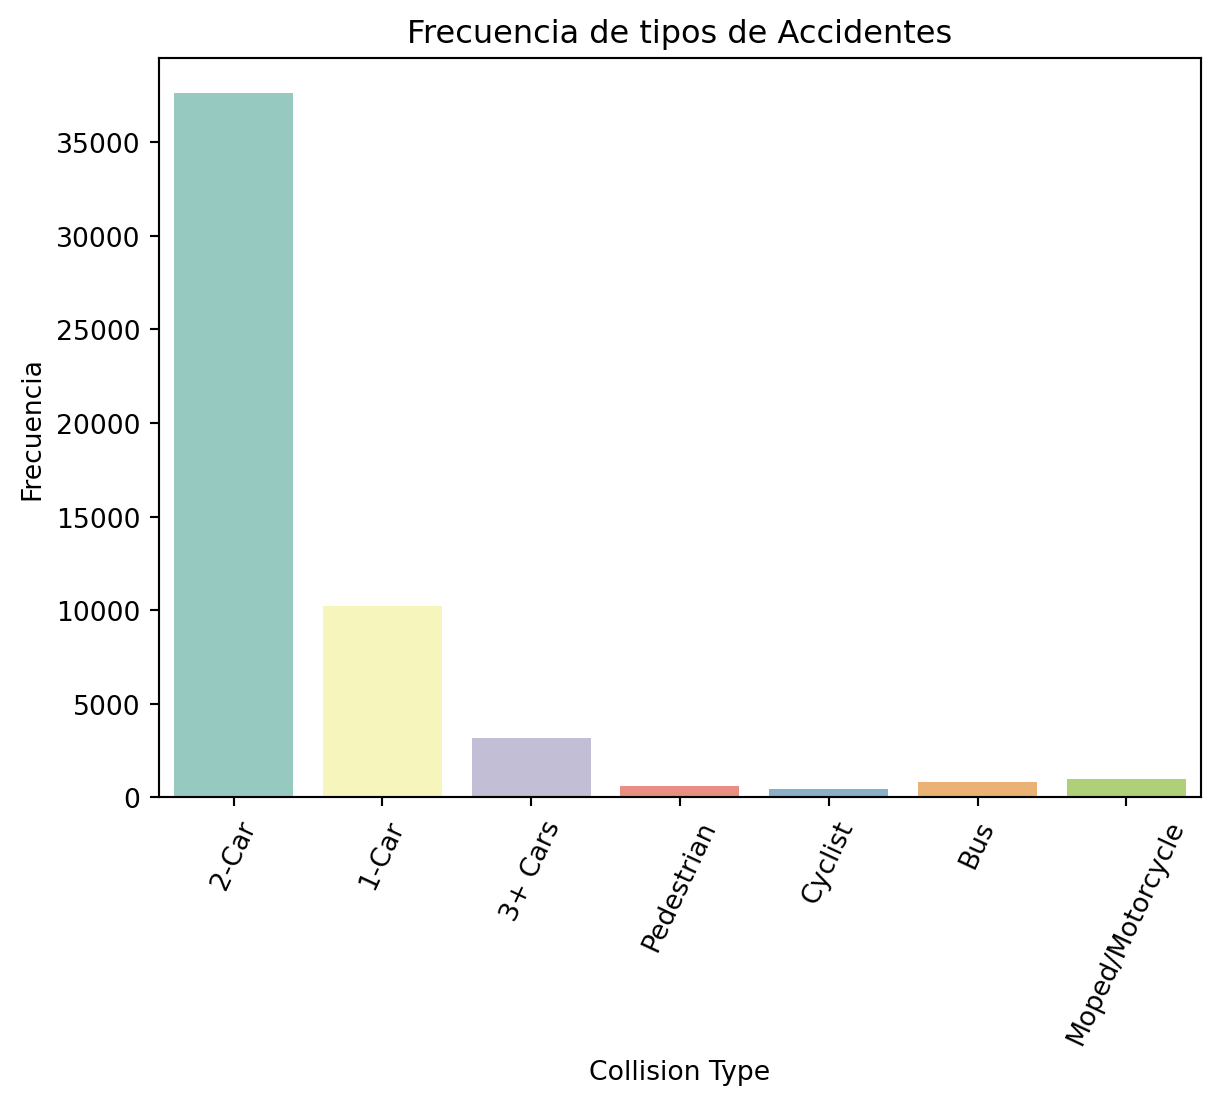 Frecuencia de tipos de Accidentes
Frecuencia
35000
30000
25000
20000
15000
10000
5000
0
2-Car
1-Car
3+ Cars
Pedestrian
Cyclist
Bus
Moped/Motorcycle
Collision Type